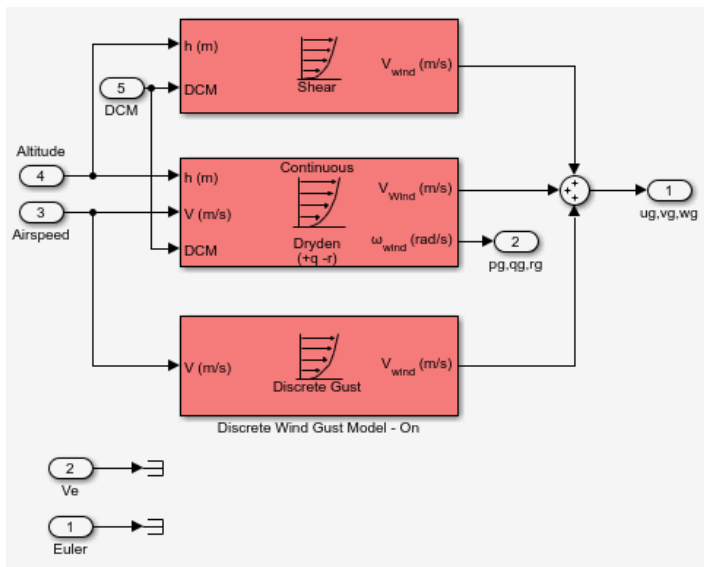 h (m)
DCM
Shear
V_wind (m/s)
5
DCM
Altitude
4
3
Airspeed
h (m)
V (m/s)
DCM
Continuous
Dryden
(+q -r)
V_Wind (m/s)
ω_wind (rad/s)
+
+
+
1
ug,vg,wg
2
pg,qg,rg
V (m/s)
Discrete Gust
V_wind (m/s)
Discrete Wind Gust Model - On
2
Ve
1
Euler